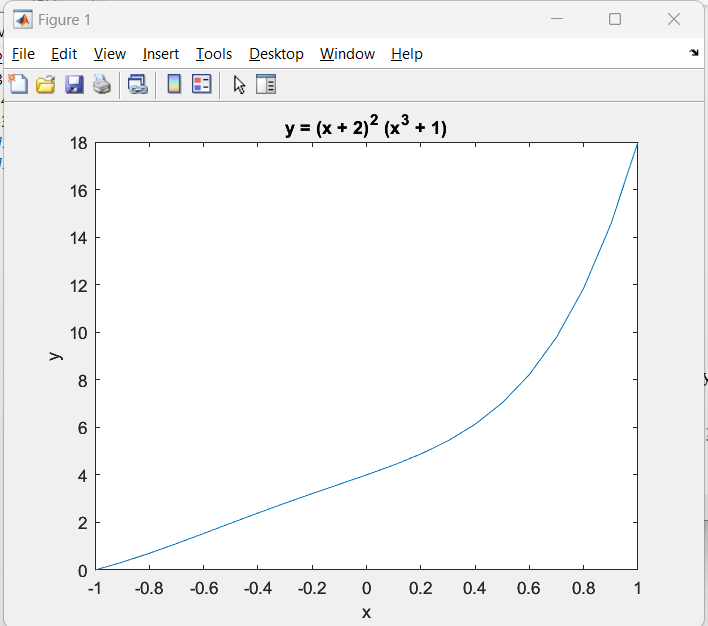 Figure 1
File Edit View Insert Tools Desktop Window Help
y = (x + 2)² (x³ + 1)
18
16
14
12
10
8
y
6
4
2
0
-1 -0.8 -0.6 -0.4 -0.2 0 0.2 0.4 0.6 0.8 1
x